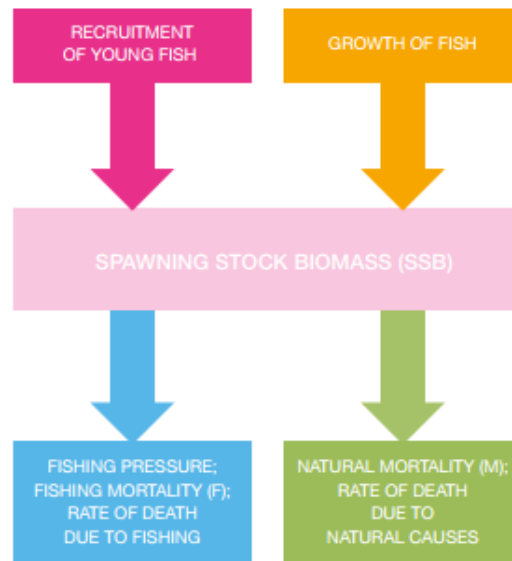 RECRUITMENT
OF YOUNG FISH
GROWTH OF FISH
SPAWNING STOCK BIOMASS (SSB)
FISHING PRESSURE;
FISHING MORTALITY (F);
RATE OF DEATH
DUE TO FISHING
NATURAL MORTALITY (M);
RATE OF DEATH
DUE TO
NATURAL CAUSES